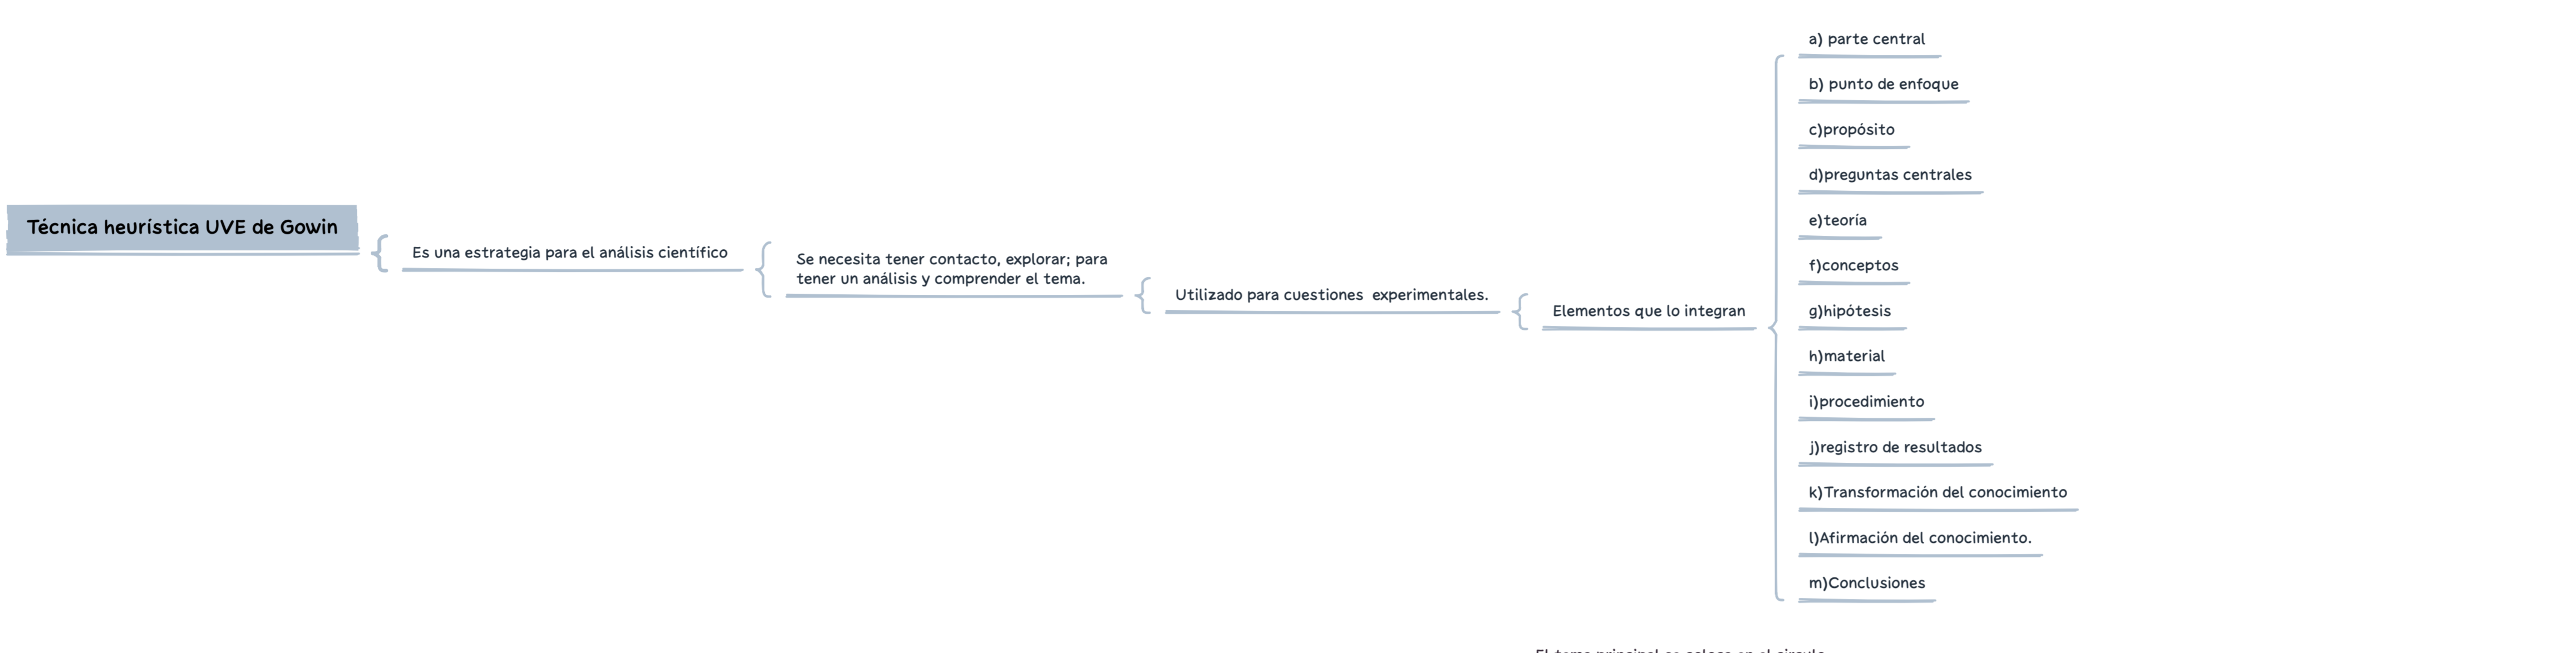 Técnica heurística UVE de Gowin
Es una estrategia para el análisis científico
Se necesita tener contacto, explorar; para
tener un análisis y comprender el tema.
Utilizado para cuestiones  experimentales.
Elementos que lo integran
a) parte central
b) punto de enfoque
c)propósito
d)preguntas centrales
e)teoría
f)conceptos
g)hipótesis
h)material
i)procedimiento
j)registro de resultados
k)Transformación del conocimiento
l)Afirmación del conocimiento.
m)Conclusiones